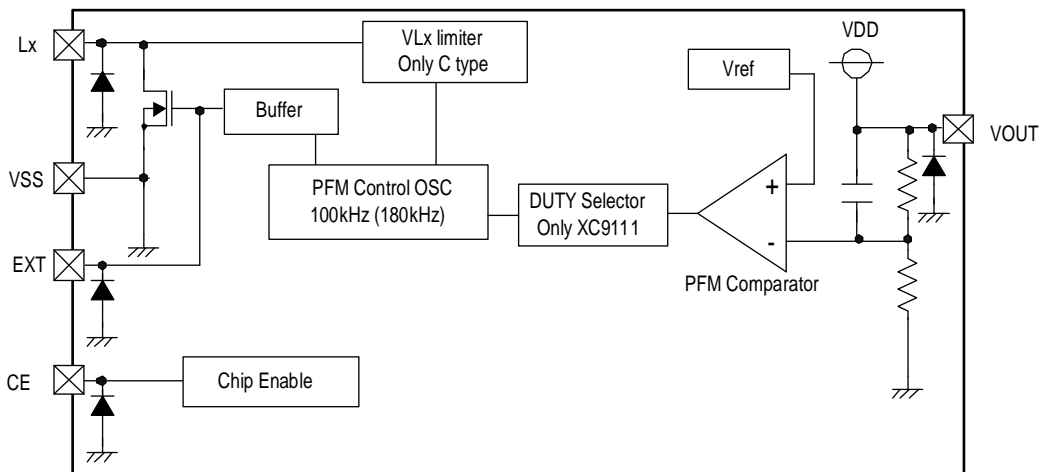 Lx
VLx limiter
Only C type
VDD
Vref
Buffer
VOUT
VSS
PFM Control OSC
100kHz (180kHz)
DUTY Selector
Only XC9111
+
-
PFM Comparator
EXT
CE
Chip Enable